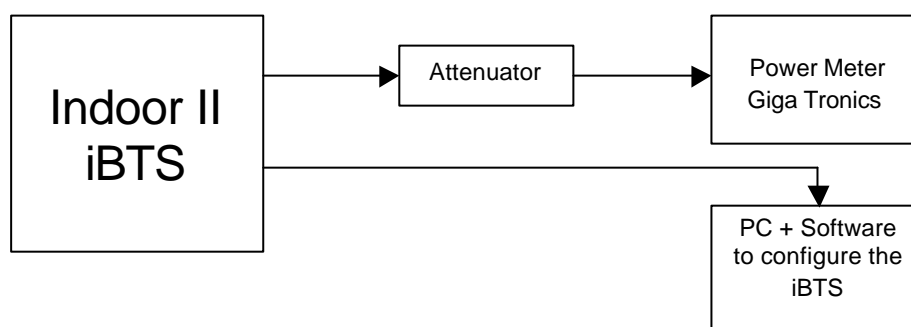 Indoor II
iBTS
Attenuator
Power Meter
Giga Tronics
PC + Software
to configure the
iBTS